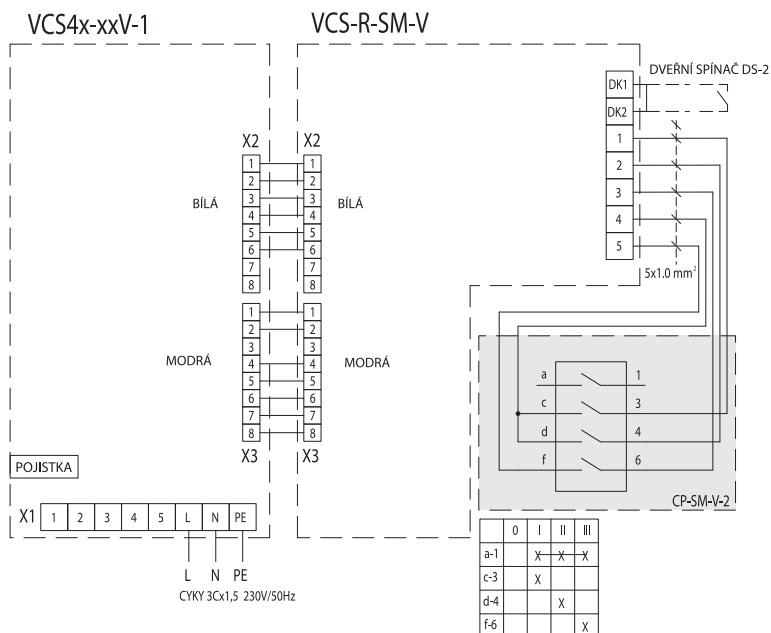 VCS4x-xxV-1
VCS-R-SM-V
DVEŘNÍ SPÍNAČ DS-2
DK1
DK2
1
2
3
4
5
5x1.0 mm²
X2
X2
BÍLÁ
BÍLÁ
1 1
2 2
3 3
4 4
5 5
6 6
7 7
8 8
MODRÁ
MODRÁ
1 1
2 2
3 3
4 4
5 5
6 6
7 7
8 8
X3
X3
POJISTKA
X1 1 2 3 4 5 L N PE
L N PE
CYKY 3Cx1,5 230V/50Hz
a 1
c 3
d 4
f 6
CP-SM-V-2
0 I II III
a-1 X X X
c-3 X
d-4 X
f-6 X